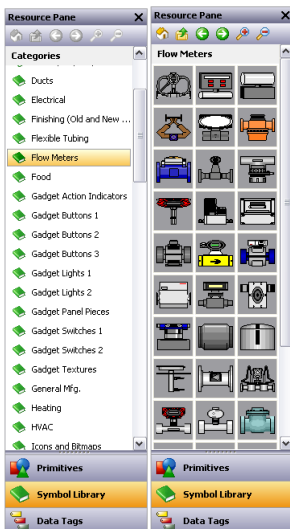 Resource Pane
Categories
Ducts
Electrical
Finishing (Old and New ...
Flexible Tubing
Flow Meters
Food
Gadget Action Indicators
Gadget Buttons 1
Gadget Buttons 2
Gadget Buttons 3
Gadget Lights 1
Gadget Lights 2
Gadget Panel Pieces
Gadget Switches 1
Gadget Switches 2
Gadget Textures
General Mfg.
Heating
HVAC
Icons and Bitmaps
Primitives
Symbol Library
Data Tags
Resource Pane
Flow Meters
Primitives
Symbol Library
Data Tags